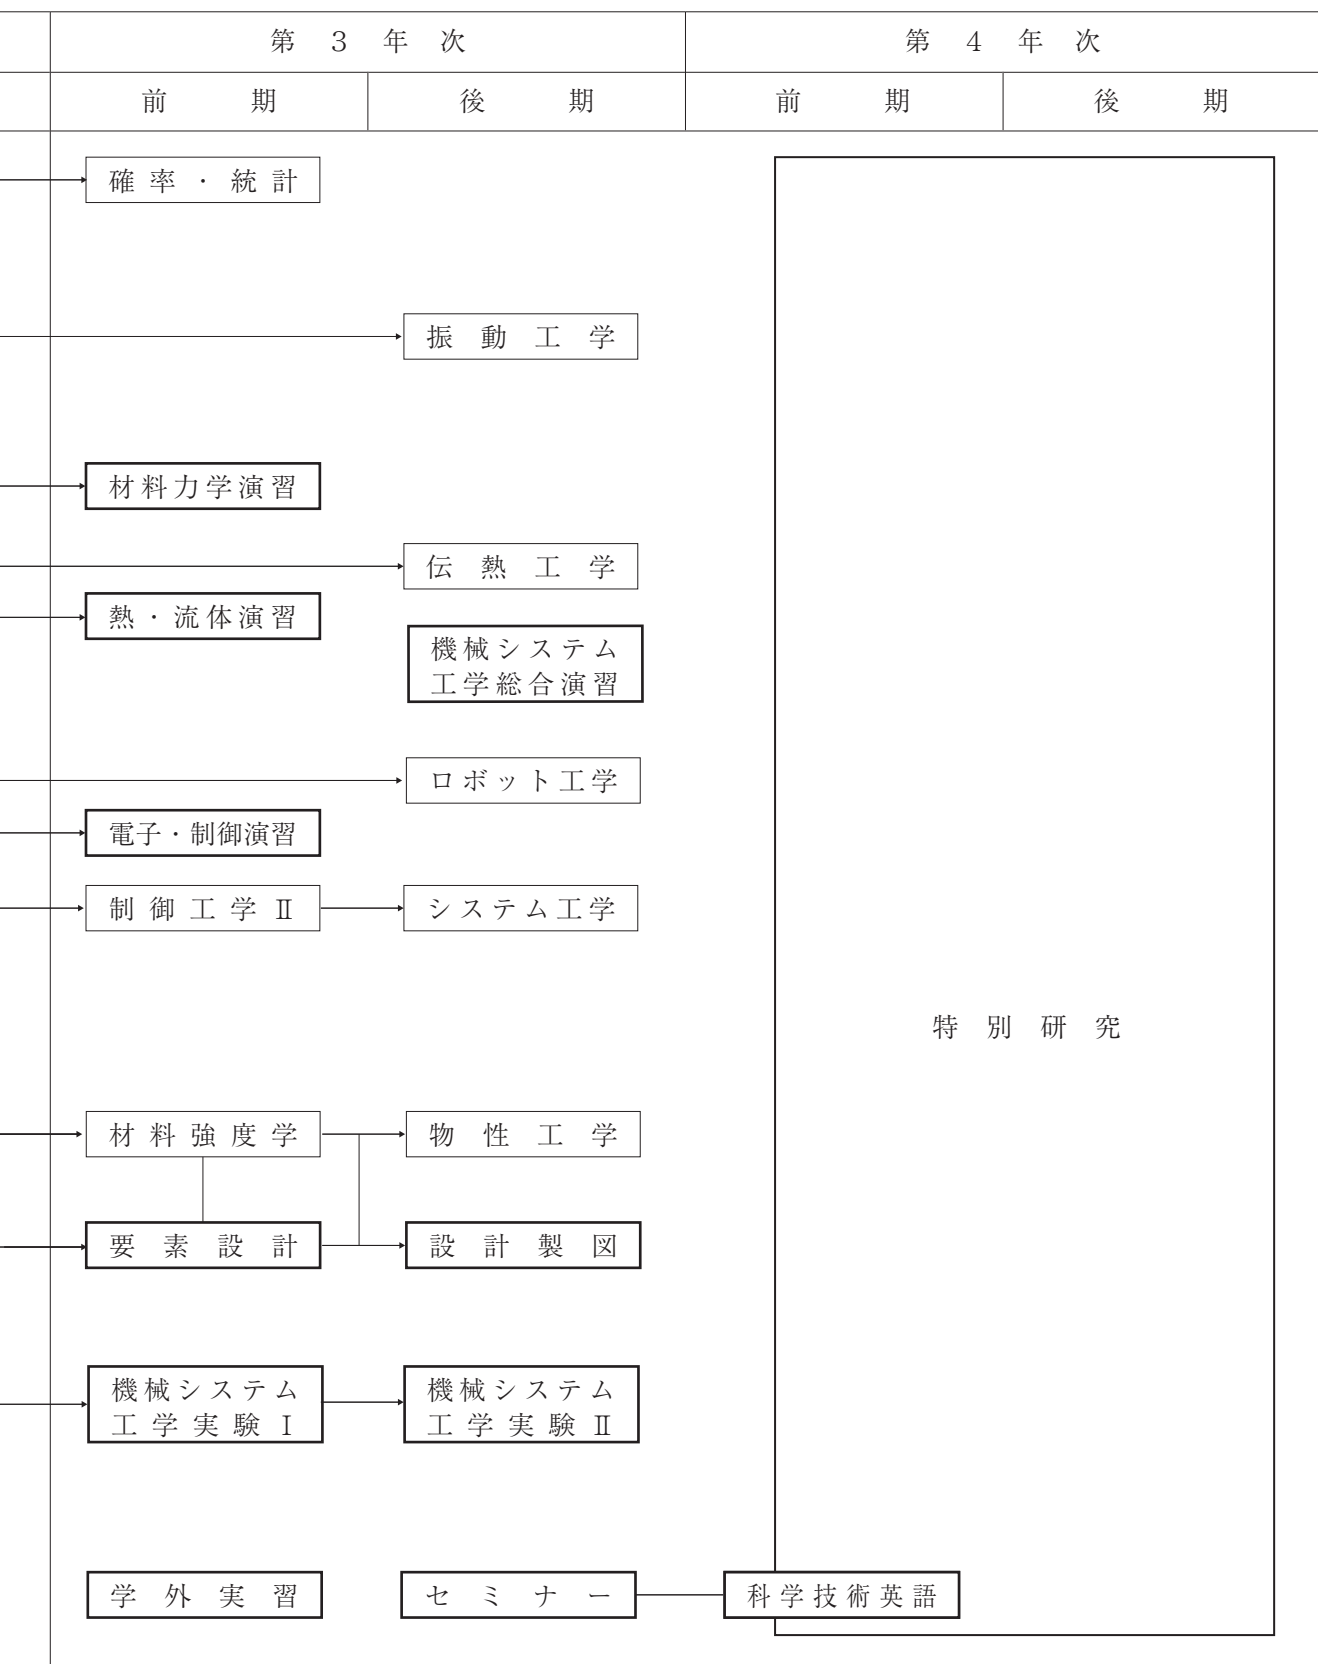 第3年次
第4年次
前期
後期
前期
後期
確率・統計
振動工学
材料力学演習
伝熱工学
熱・流体演習
機械システム
工学総合演習
ロボット工学
電子・制御演習
制御工学Ⅱ
システム工学
特別研究
材料強度学
物性工学
要素設計
設計製図
機械システム
工学実験Ⅰ
機械システム
工学実験Ⅱ
学外実習
セミナー
科学技術英語